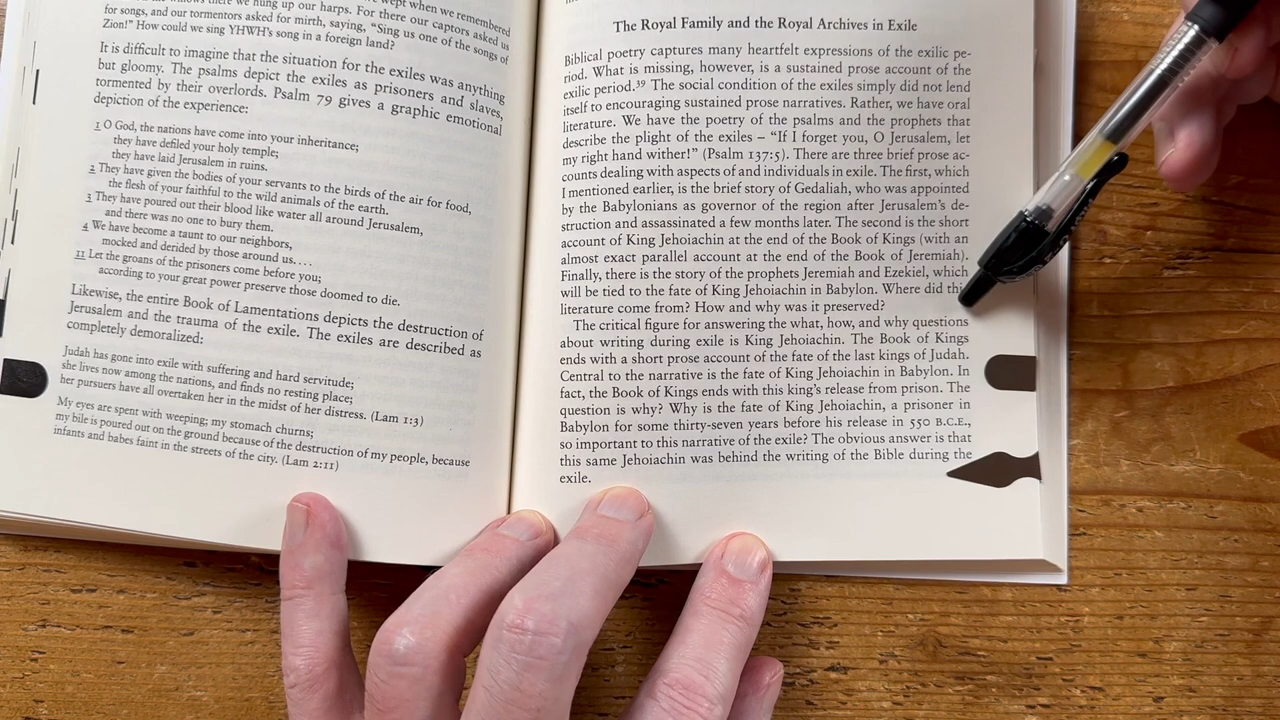 wept when we remembered
there we hung up our harps. For there our captors asked us
for songs, and our tormentors asked for mirth, saying, “Sing us one of the songs of
Zion!” How could we sing YHWH’s song in a foreign land?
It is difficult to imagine that the situation for the exiles was anything
but gloomy. The psalms depict the exiles as prisoners and slaves,
tormented by their overlords. Psalm 79 gives a graphic emotional
depiction of the experience:
1 O God, the nations have come into your inheritance;
they have defiled your holy temple;
they have laid Jerusalem in ruins.
2 They have given the bodies of your servants to the birds of the air for food,
the flesh of your faithful to the wild animals of the earth.
3 They have poured out their blood like water all around Jerusalem,
and there was no one to bury them.
4 We have become a taunt to our neighbors,
mocked and derided by those around us. . . .
11 Let the groans of the prisoners come before you;
according to your great power preserve those doomed to die.
Likewise, the entire Book of Lamentations depicts the destruction of
Jerusalem and the trauma of the exile. The exiles are described as
completely demoralized:
Judah has gone into exile with suffering and hard servitude;
she lives now among the nations, and finds no resting place;
her pursuers have all overtaken her in the midst of her distress. (Lam 1:3)
My eyes are spent with weeping; my stomach churns;
my bile is poured out on the ground because of the destruction of my people, because
infants and babes faint in the streets of the city. (Lam 2:11)
The Royal Family and the Royal Archives in Exile
Biblical poetry captures many heartfelt expressions of the exilic pe-
riod. What is missing, however, is a sustained prose account of the
exilic period.39 The social condition of the exiles simply did not lend
itself to encouraging sustained prose narratives. Rather, we have oral
literature. We have the poetry of the psalms and the prophets that
describe the plight of the exiles – “If I forget you, O Jerusalem, let
my right hand wither!” (Psalm 137:5). There are three brief prose ac-
counts dealing with aspects of and individuals in exile. The first, which
I mentioned earlier, is the brief story of Gedaliah, who was appointed
by the Babylonians as governor of the region after Jerusalem’s de-
struction and assassinated a few months later. The second is the short
account of King Jehoiachin at the end of the Book of Kings (with an
almost exact parallel account at the end of the Book of Jeremiah).
Finally, there is the story of the prophets Jeremiah and Ezekiel, which
will be tied to the fate of King Jehoiachin in Babylon. Where did this
literature come from? How and why was it preserved?
The critical figure for answering the what, how, and why questions
about writing during exile is King Jehoiachin. The Book of Kings
ends with a short prose account of the fate of the last kings of Judah.
Central to the narrative is the fate of King Jehoiachin in Babylon. In
fact, the Book of Kings ends with this king’s release from prison. The
question is why? Why is the fate of King Jehoiachin, a prisoner in
Babylon for some thirty-seven years before his release in 550 B.C.E.,
so important to this narrative of the exile? The obvious answer is that
this same Jehoiachin was behind the writing of the Bible during the
exile.